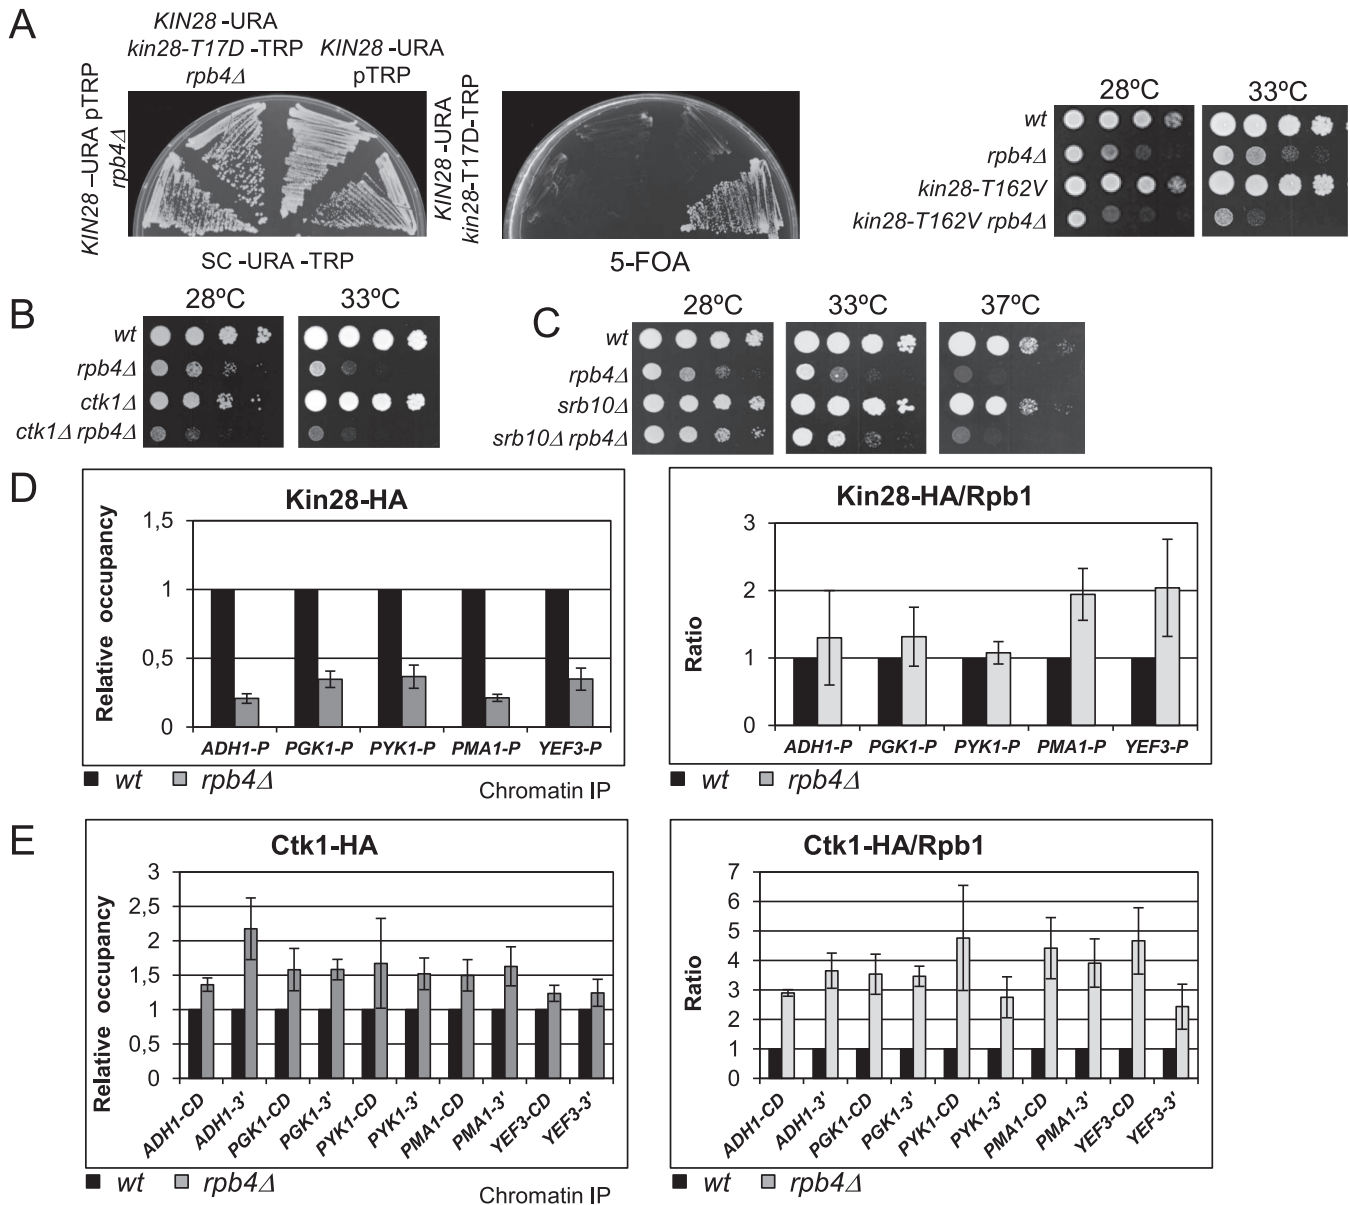 A
KIN28 -URA
kin28-T17D -TRP
rpb4Δ
KIN28 -URA
pTRP
KIN28 –URA pTRP
rpb4Δ
KIN28 -URA
kin28-T17D-TRP
SC -URA -TRP
5-FOA
28ºC 33ºC
wt
rpb4Δ
kin28-T162V
kin28-T162V rpb4Δ
B
28ºC 33ºC
wt
rpb4Δ
ctk1Δ
ctk1Δ rpb4Δ
C
28ºC 33ºC 37ºC
wt
rpb4Δ
srb10Δ
srb10Δ rpb4Δ
D
Kin28-HA
Relative occupancy
1,5
1
0,5
0
ADH1-P PGK1-P PYK1-P PMA1-P YEF3-P
wt rpb4Δ
Chromatin IP
Kin28-HA/Rpb1
Ratio
3
2
1
0
ADH1-P PGK1-P PYK1-P PMA1-P YEF3-P
wt rpb4Δ
E
Ctk1-HA
Relative occupancy
3
2,5
2
1,5
1
0,5
0
ADH1-CD ADH1-3' PGK1-CD PGK1-3' PYK1-CD PYK1-3' PMA1-CD PMA1-3' YEF3-CD YEF3-3'
wt rpb4Δ
Chromatin IP
Ctk1-HA/Rpb1
Ratio
7
6
5
4
3
2
1
0
ADH1-CD ADH1-3' PGK1-CD PGK1-3' PYK1-CD PYK1-3' PMA1-CD PMA1-3' YEF3-CD YEF3-3'
wt rpb4Δ